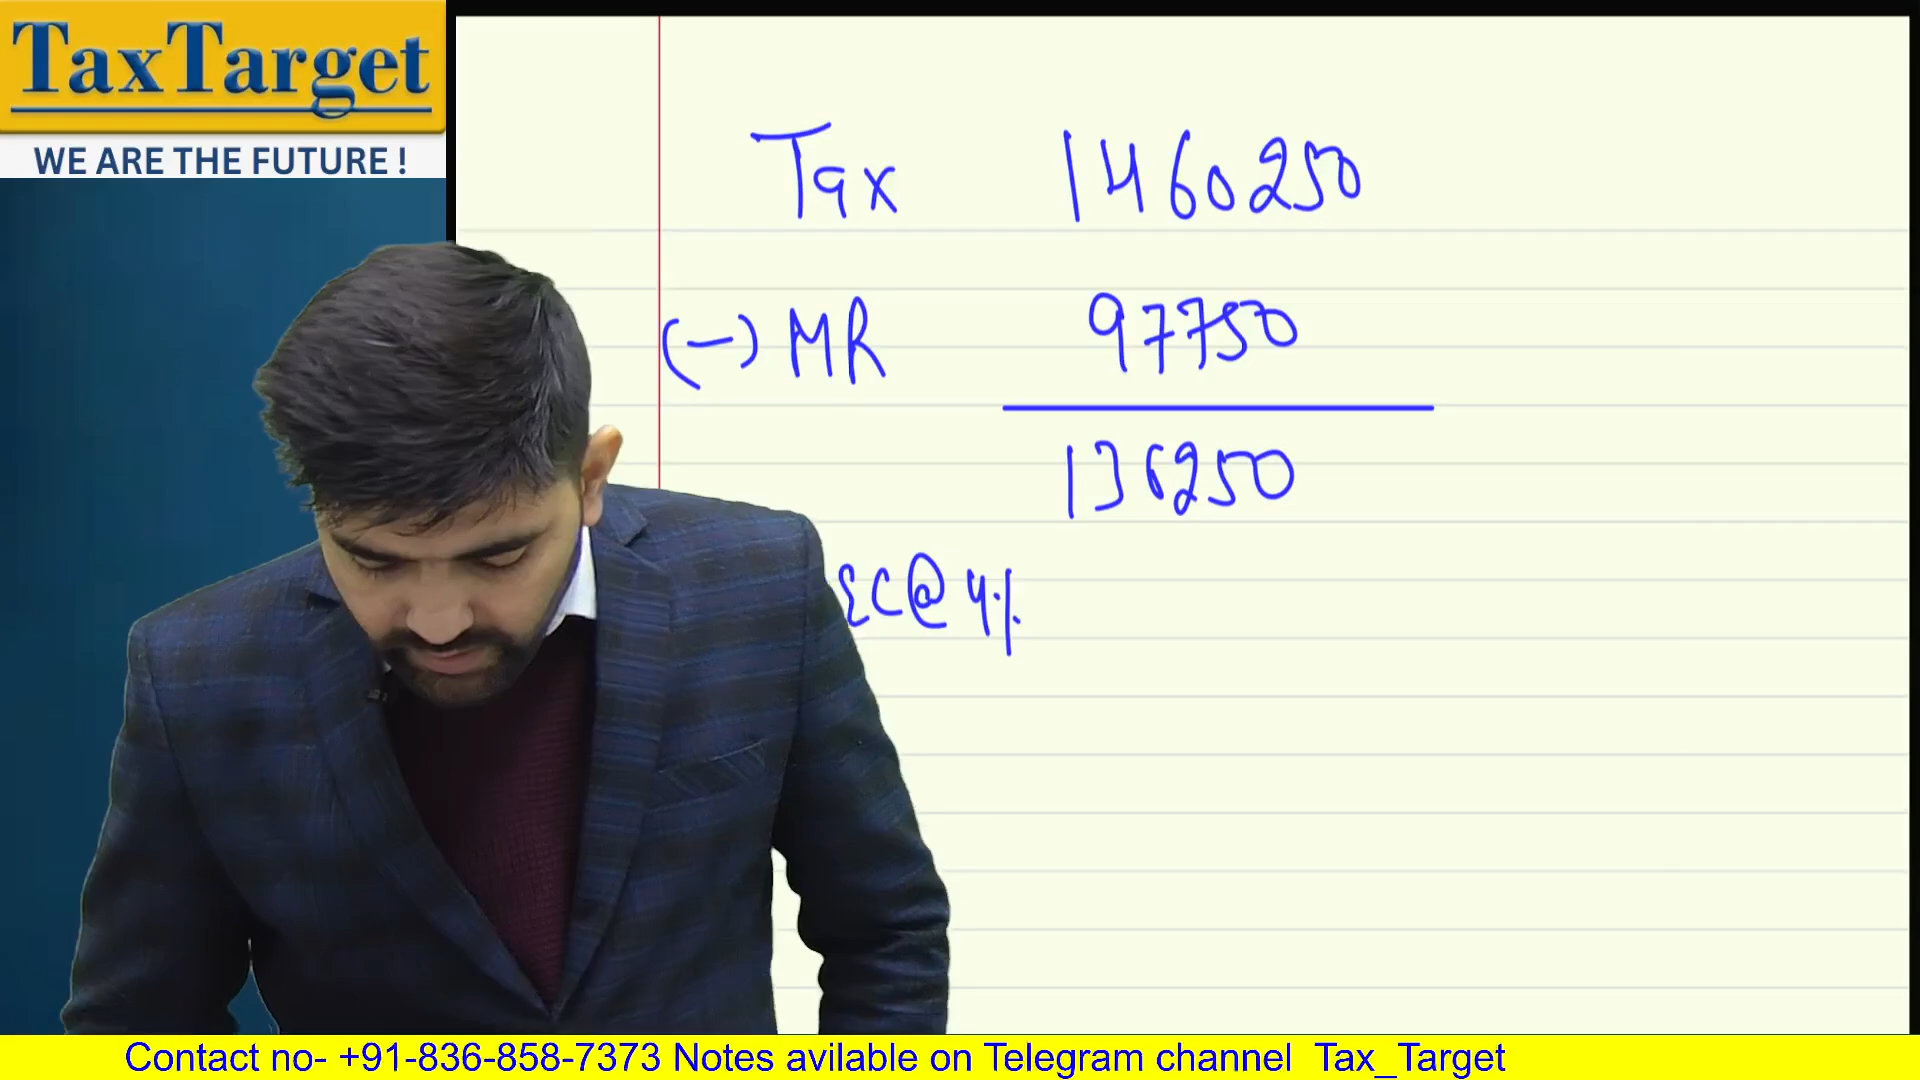 TaxTarget
WE ARE THE FUTURE !
Tax 1460250
(-) MR 97750
136250
EC@ 4%
Contact no- +91-836-858-7373 Notes avilable on Telegram channel Tax_Target